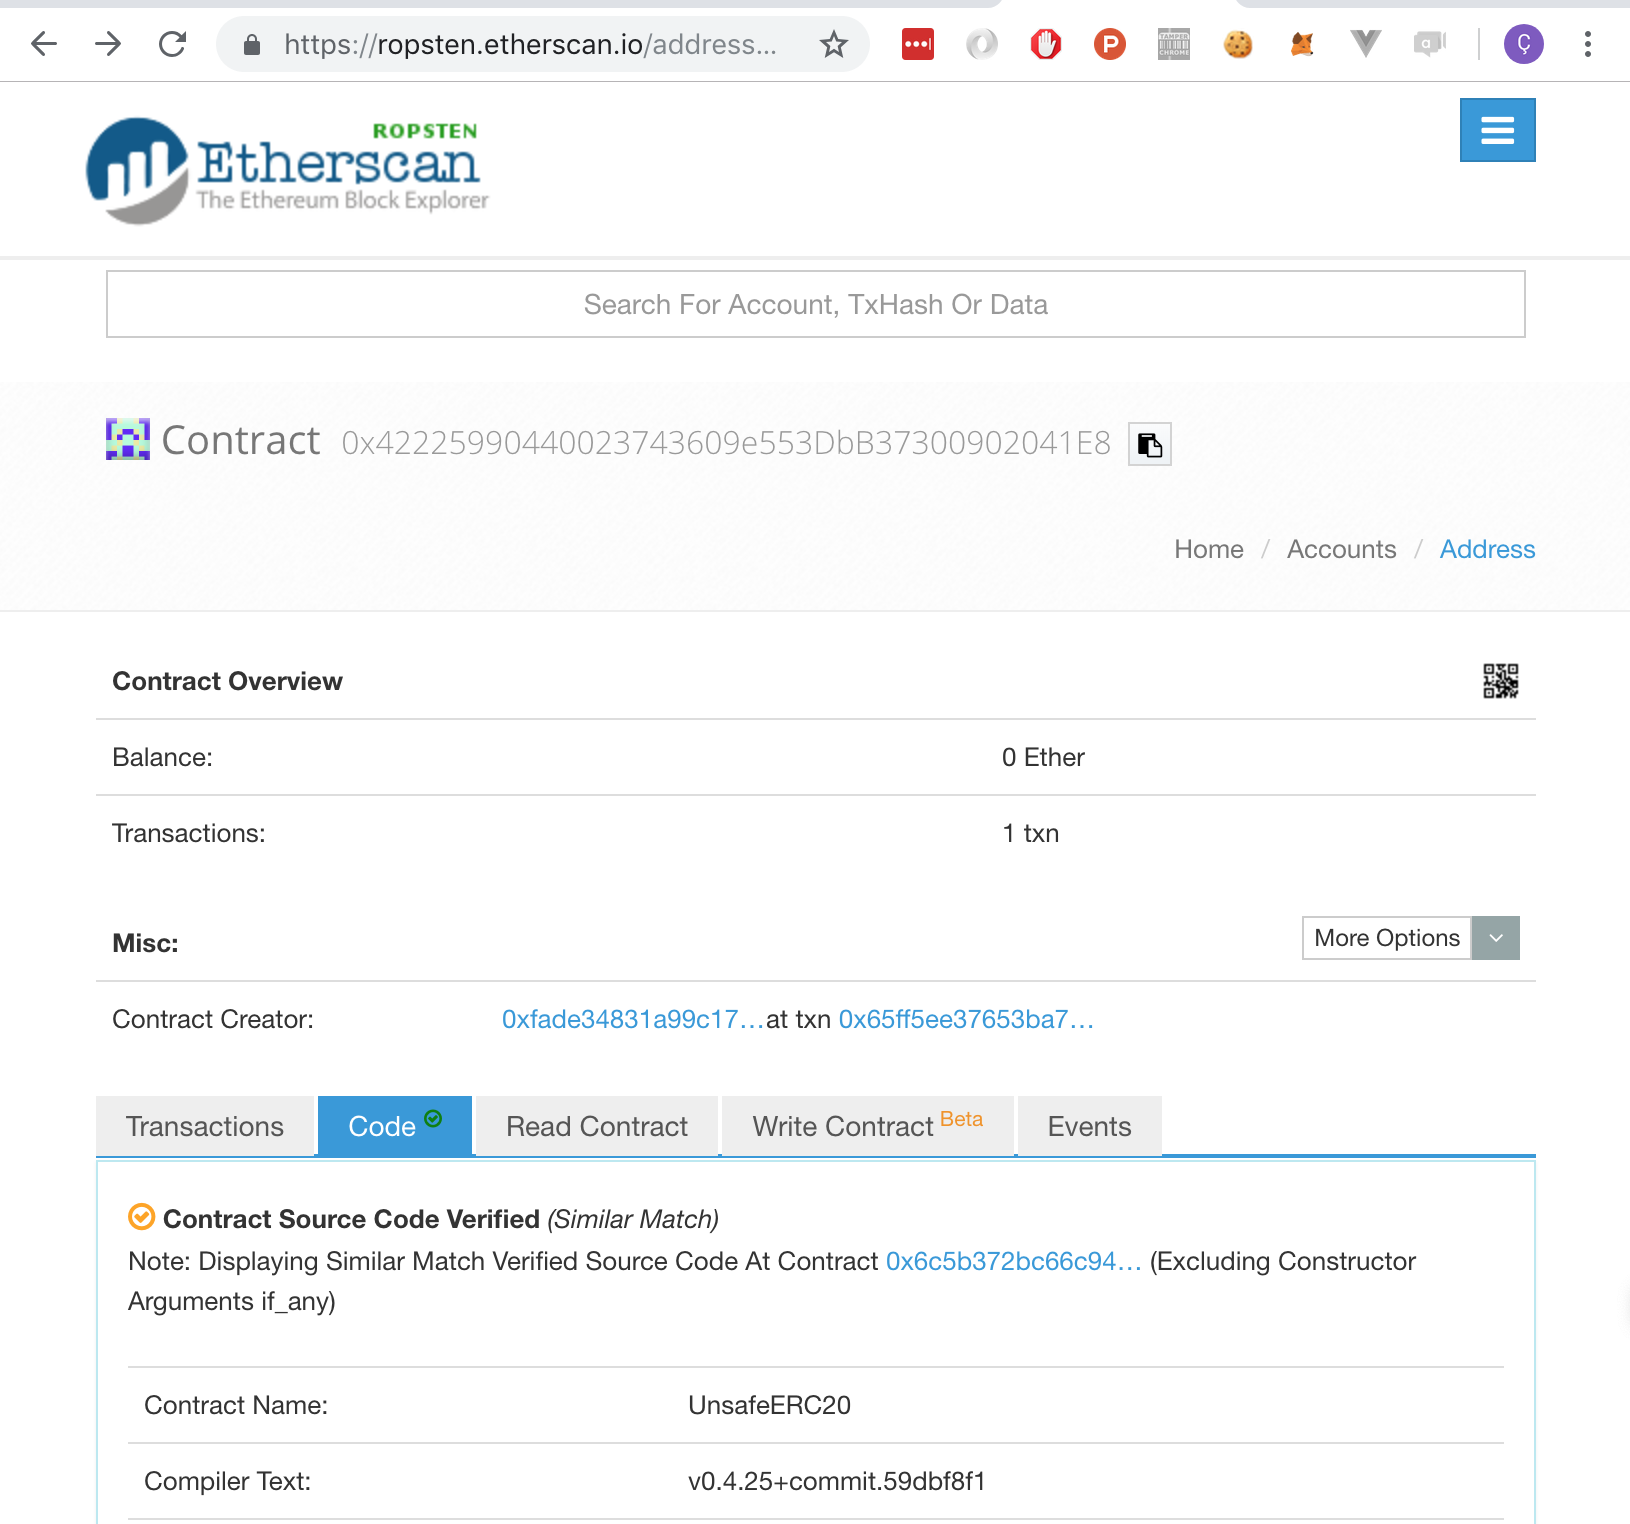 https://ropsten.etherscan.io/address...
P
TAMPER
CHROME
a
Ç
ROPSTEN
Etherscan
The Ethereum Block Explorer
Search For Account, TxHash Or Data
Contract 0x42225990440023743609e553DbB37300902041E8
Home / Accounts / Address
Contract Overview
Balance: 0 Ether
Transactions: 1 txn
Misc: More Options
Contract Creator: 0xfade34831a99c17...at txn 0x65ff5ee37653ba7...
Transactions Code Read Contract Write Contract Beta Events
Contract Source Code Verified (Similar Match)
Note: Displaying Similar Match Verified Source Code At Contract 0x6c5b372bc66c94... (Excluding Constructor
Arguments if_any)
Contract Name: UnsafeERC20
Compiler Text: v0.4.25+commit.59dbf8f1